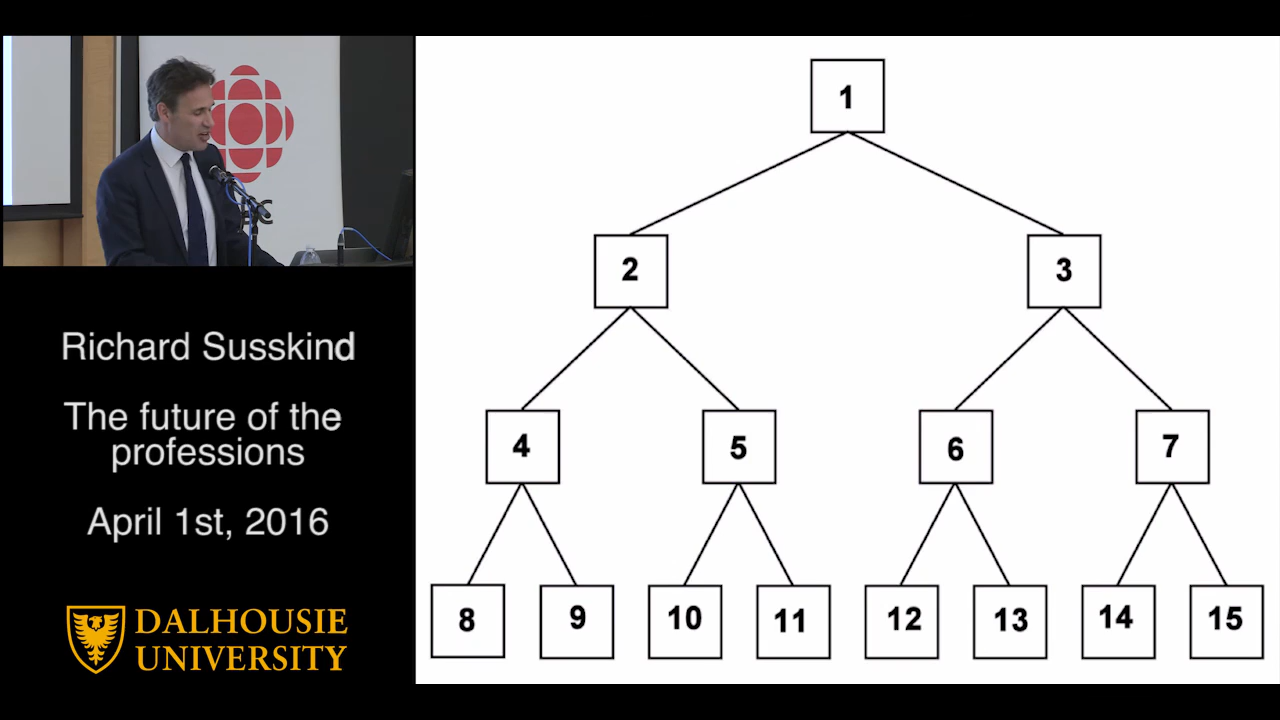 Richard Susskind
The future of the
professions
April 1st, 2016
DALHOUSIE
UNIVERSITY
1
2
3
4
5
6
7
8
9
10
11
12
13
14
15